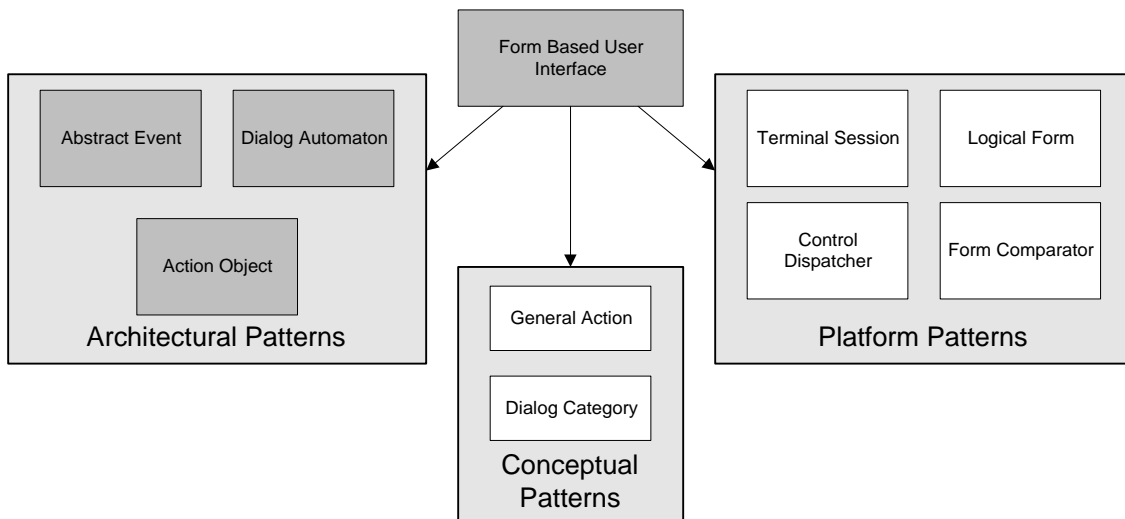 Form Based User
Interface
Abstract Event
Dialog Automaton
Action Object
Architectural Patterns
General Action
Dialog Category
Conceptual
Patterns
Terminal Session
Logical Form
Control
Dispatcher
Form Comparator
Platform Patterns